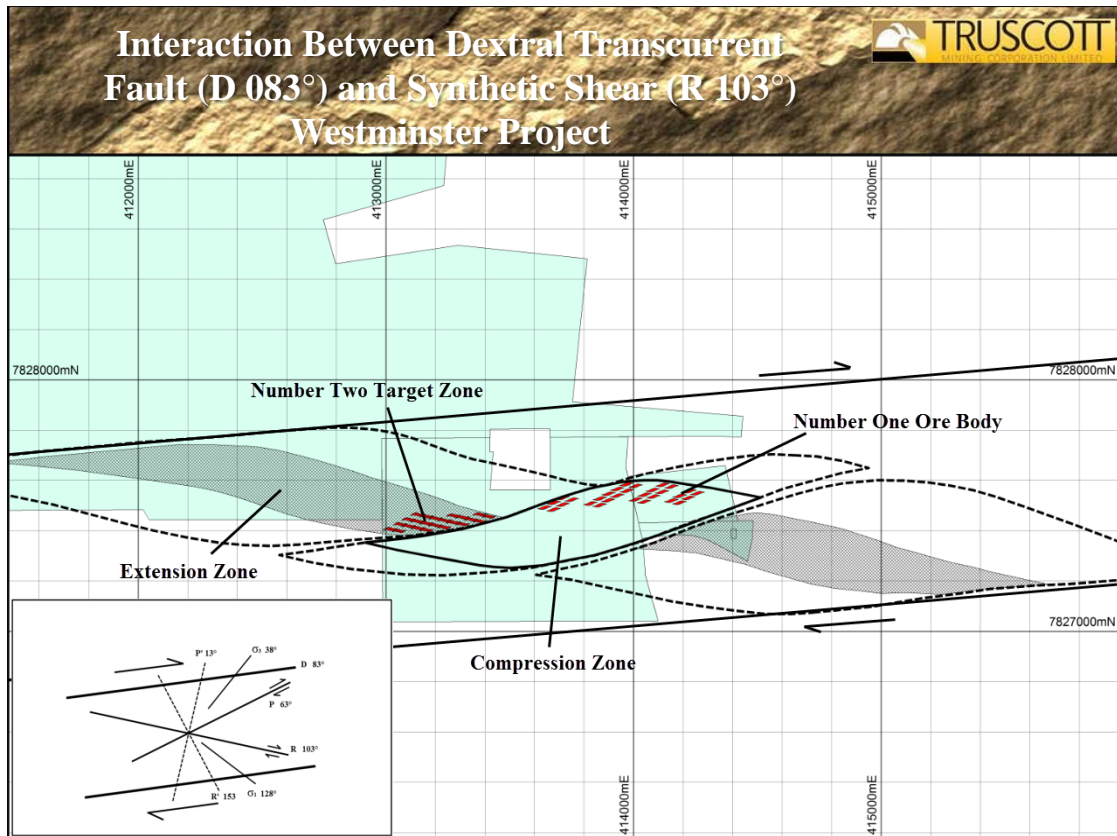 Interaction Between Dextral Transcurrent
Fault (D 083°) and Synthetic Shear (R 103°)
Westminster Project
TRUSCOTT
MINING CORPORATION LIMITED
412000mE
413000mE
414000mE
415000mE
7828000mN
7828000mN
Number Two Target Zone
Number One Ore Body
Extension Zone
Compression Zone
7827000mN
P' 13°
σ₃ 38°
D 83°
P 63°
R 103°
σ₁ 128°
R' 153
414000mE
415000mE